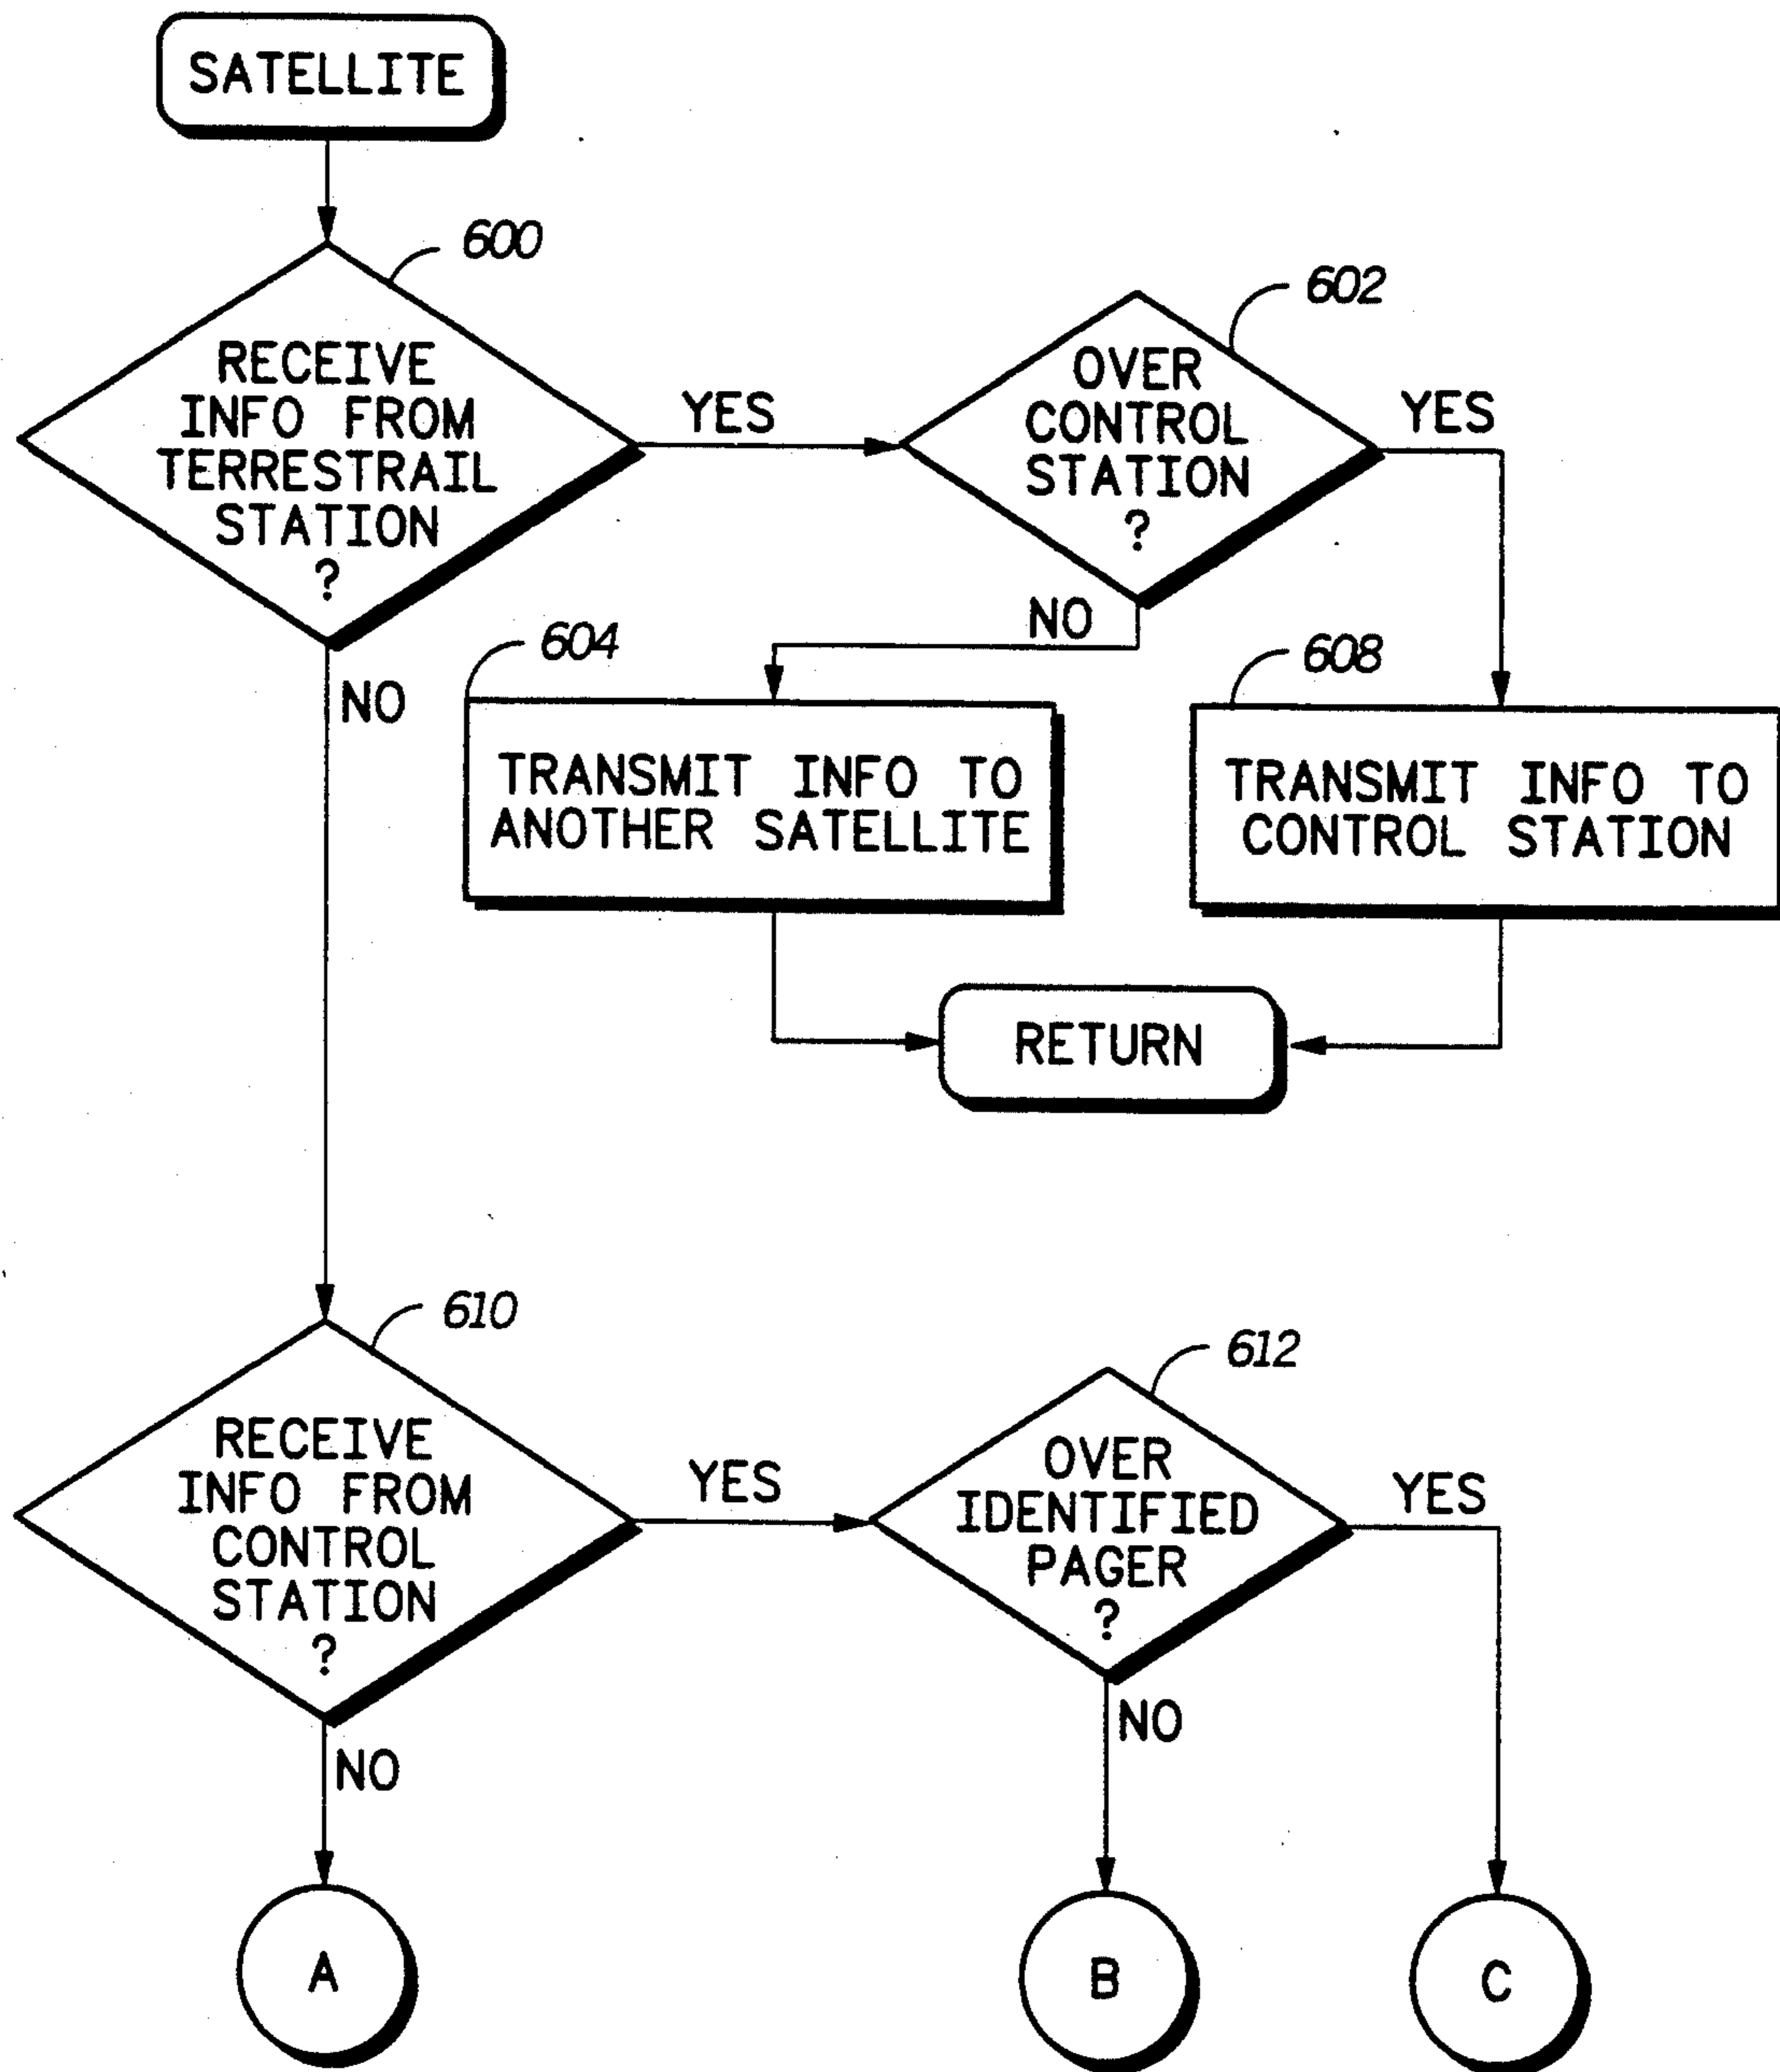 SATELLITE
600
RECEIVE
INFO FROM
TERRESTRAIL
STATION
?
YES
NO
602
OVER
CONTROL
STATION
?
YES
NO
604
TRANSMIT INFO TO
ANOTHER SATELLITE
608
TRANSMIT INFO TO
CONTROL STATION
RETURN
610
RECEIVE
INFO FROM
CONTROL
STATION
?
YES
NO
612
OVER
IDENTIFIED
PAGER
?
YES
NO
A
B
C